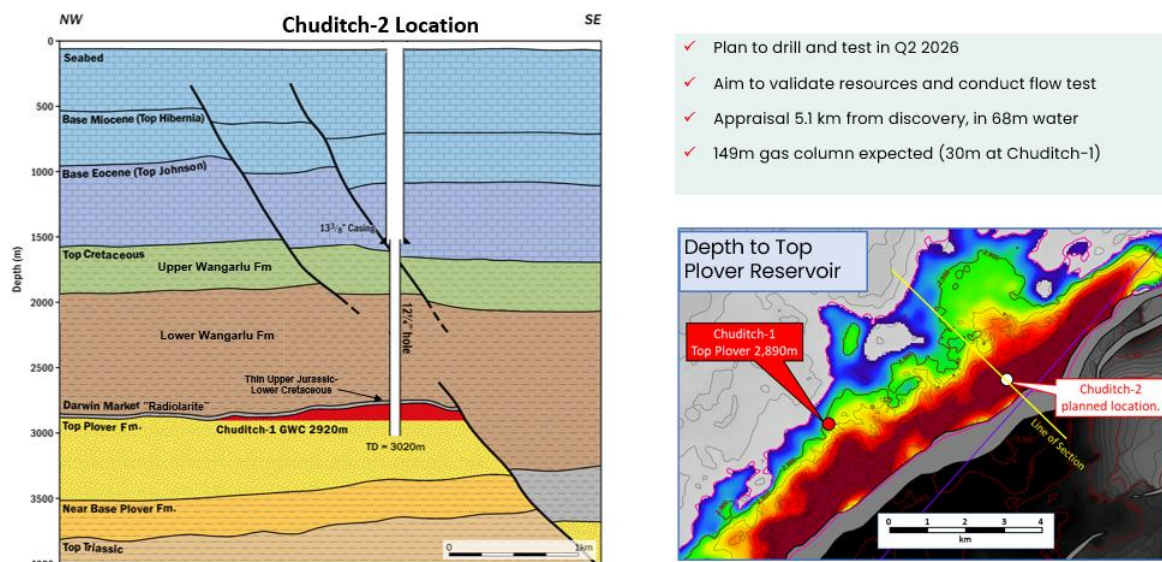 NW
Chuditch-2 Location
SE
0
Seabed
500
Base Miocene (Top Hibernia)
1000
Base Eocene (Top Johnson)
13³/₈" Casing
1500
Top Cretaceous
Upper Wangarlu Fm
Depth (m)
2000
12¼" hole
Lower Wangarlu Fm
2500
Thin Upper Jurassic-
Lower Cretaceous
Darwin Marker "Radiolarite"
Top Plover Fm.
Chuditch-1 GWC 2920m
3000
TD = 3020m
3500
Near Base Plover Fm.
Top Triassic
4000
0 1km
✓ Plan to drill and test in Q2 2026
✓ Aim to validate resources and conduct flow test
✓ Appraisal 5.1 km from discovery, in 68m water
✓ 149m gas column expected (30m at Chuditch-1)
Depth to Top
Plover Reservoir
Chuditch-1
Top Plover 2,890m
Chuditch-2
planned location.
Line of Section
0 1 2 3 4
km